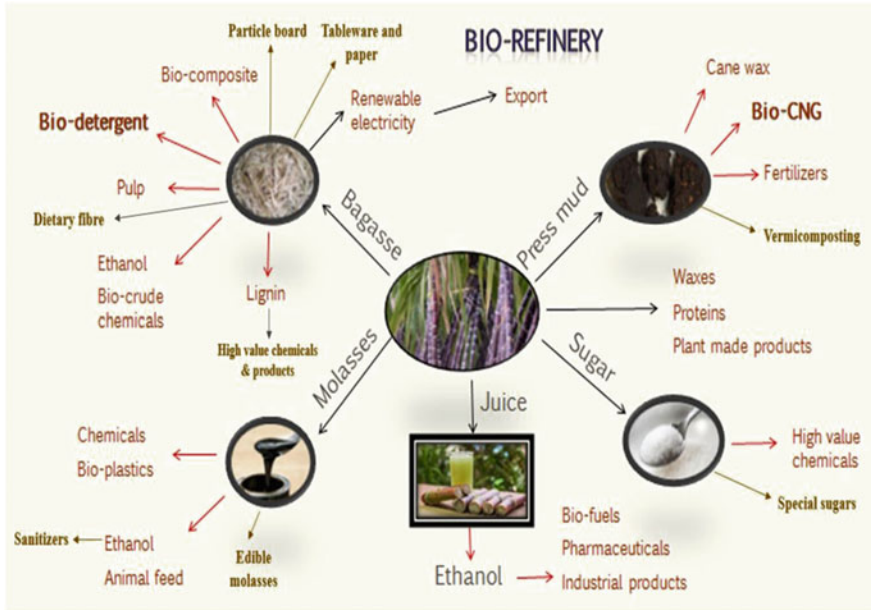 Particle board
Tableware and
paper
BIO-REFINERY
Bio-composite
Renewable
electricity
Export
Cane wax
Bio-CNG
Bio-detergent
Pulp
Fertilizers
Dietary fibre
Bagasse
Press mud
Vermicomposting
Ethanol
Bio-crude
chemicals
Lignin
Waxes
Proteins
Plant made products
High value chemicals
& products
Molasses
Juice
Sugar
Chemicals
Bio-plastics
High value
chemicals
Special sugars
Sanitizers
Ethanol
Animal feed
Edible
molasses
Bio-fuels
Pharmaceuticals
Ethanol
Industrial products